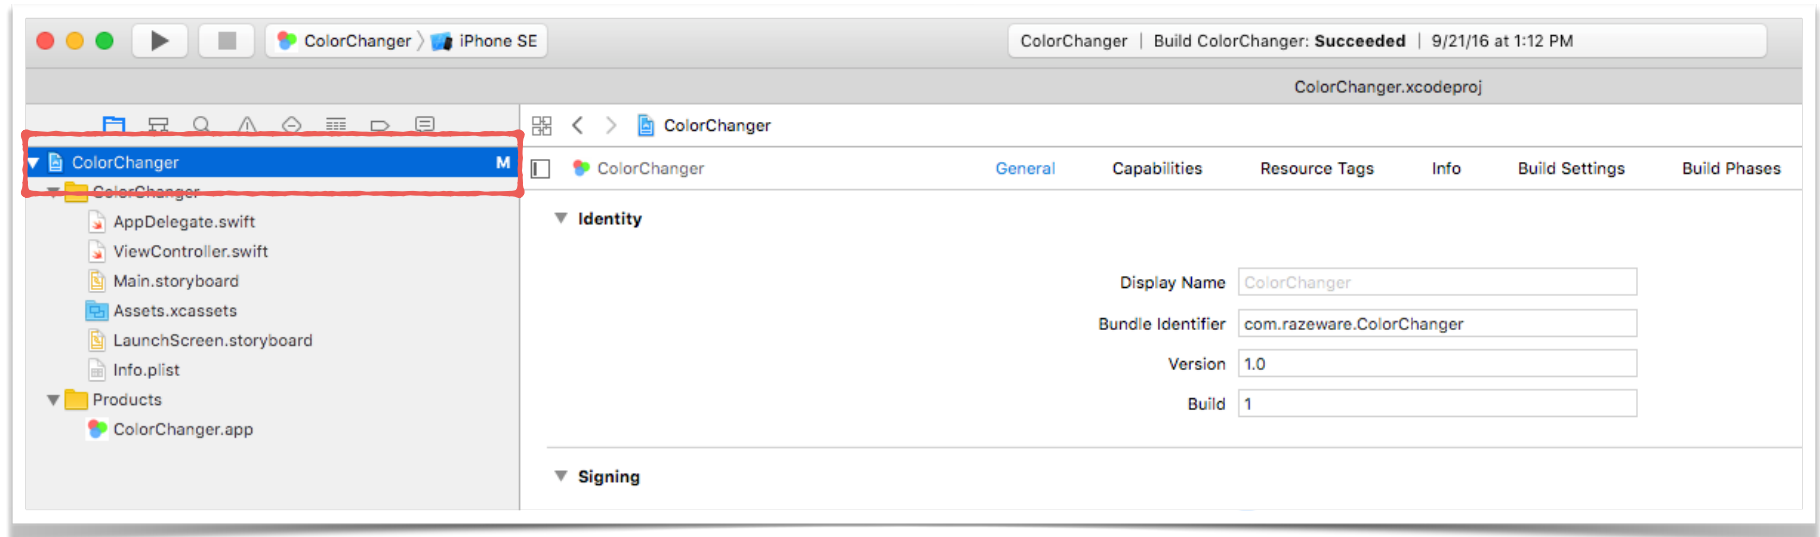 ColorChanger 〉 iPhone SE
ColorChanger | Build ColorChanger: Succeeded | 9/21/16 at 1:12 PM
ColorChanger.xcodeproj
ColorChanger
ColorChanger M
ColorChanger
AppDelegate.swift
ViewController.swift
Main.storyboard
Assets.xcassets
LaunchScreen.storyboard
Info.plist
Products
ColorChanger.app
ColorChanger General Capabilities Resource Tags Info Build Settings Build Phases
Identity
Display Name ColorChanger
Bundle Identifier com.razeware.ColorChanger
Version 1.0
Build 1
Signing